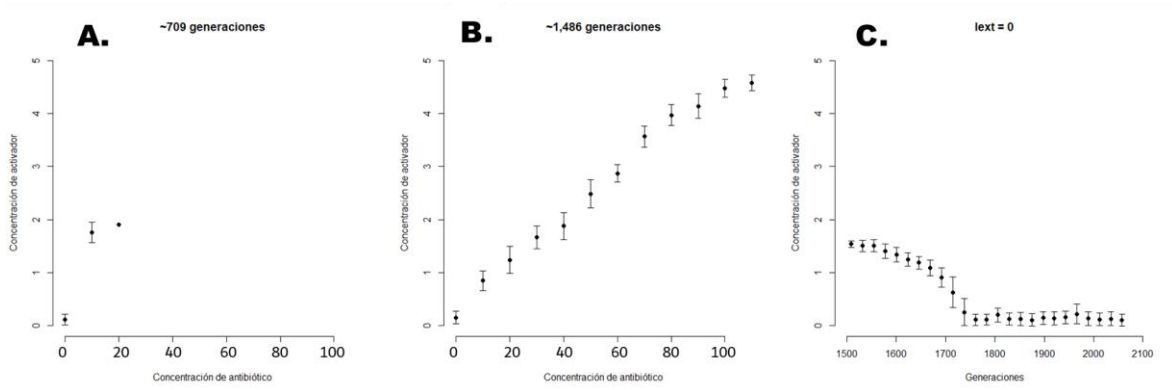 A.
~709 generaciones
Concentración de activador
5
4
3
2
1
0
0 20 40 60 80 100
Concentración de antibiótico
B.
~1,486 generaciones
Concentración de activador
5
4
3
2
1
0
0 20 40 60 80 100
Concentración de antibiótico
C.
Iext = 0
Concentración de activador
5
4
3
2
1
0
1500 1600 1700 1800 1900 2000 2100
Generaciones